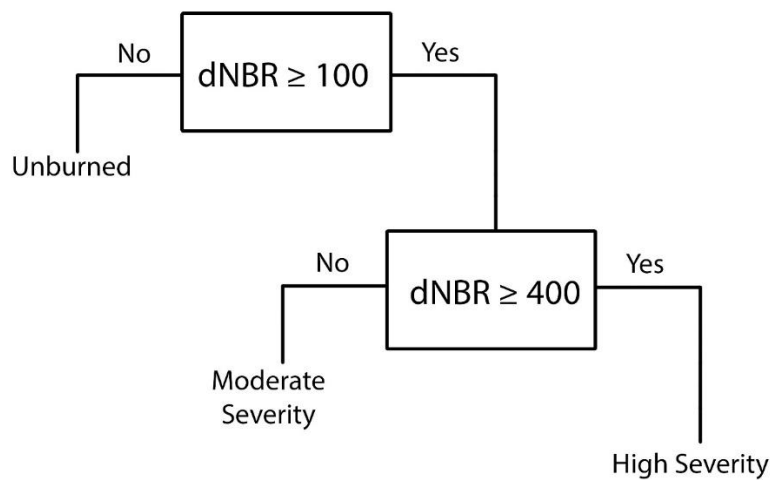 No
dNBR ≥ 100
Yes
Unburned
No
dNBR ≥ 400
Yes
Moderate
Severity
High Severity